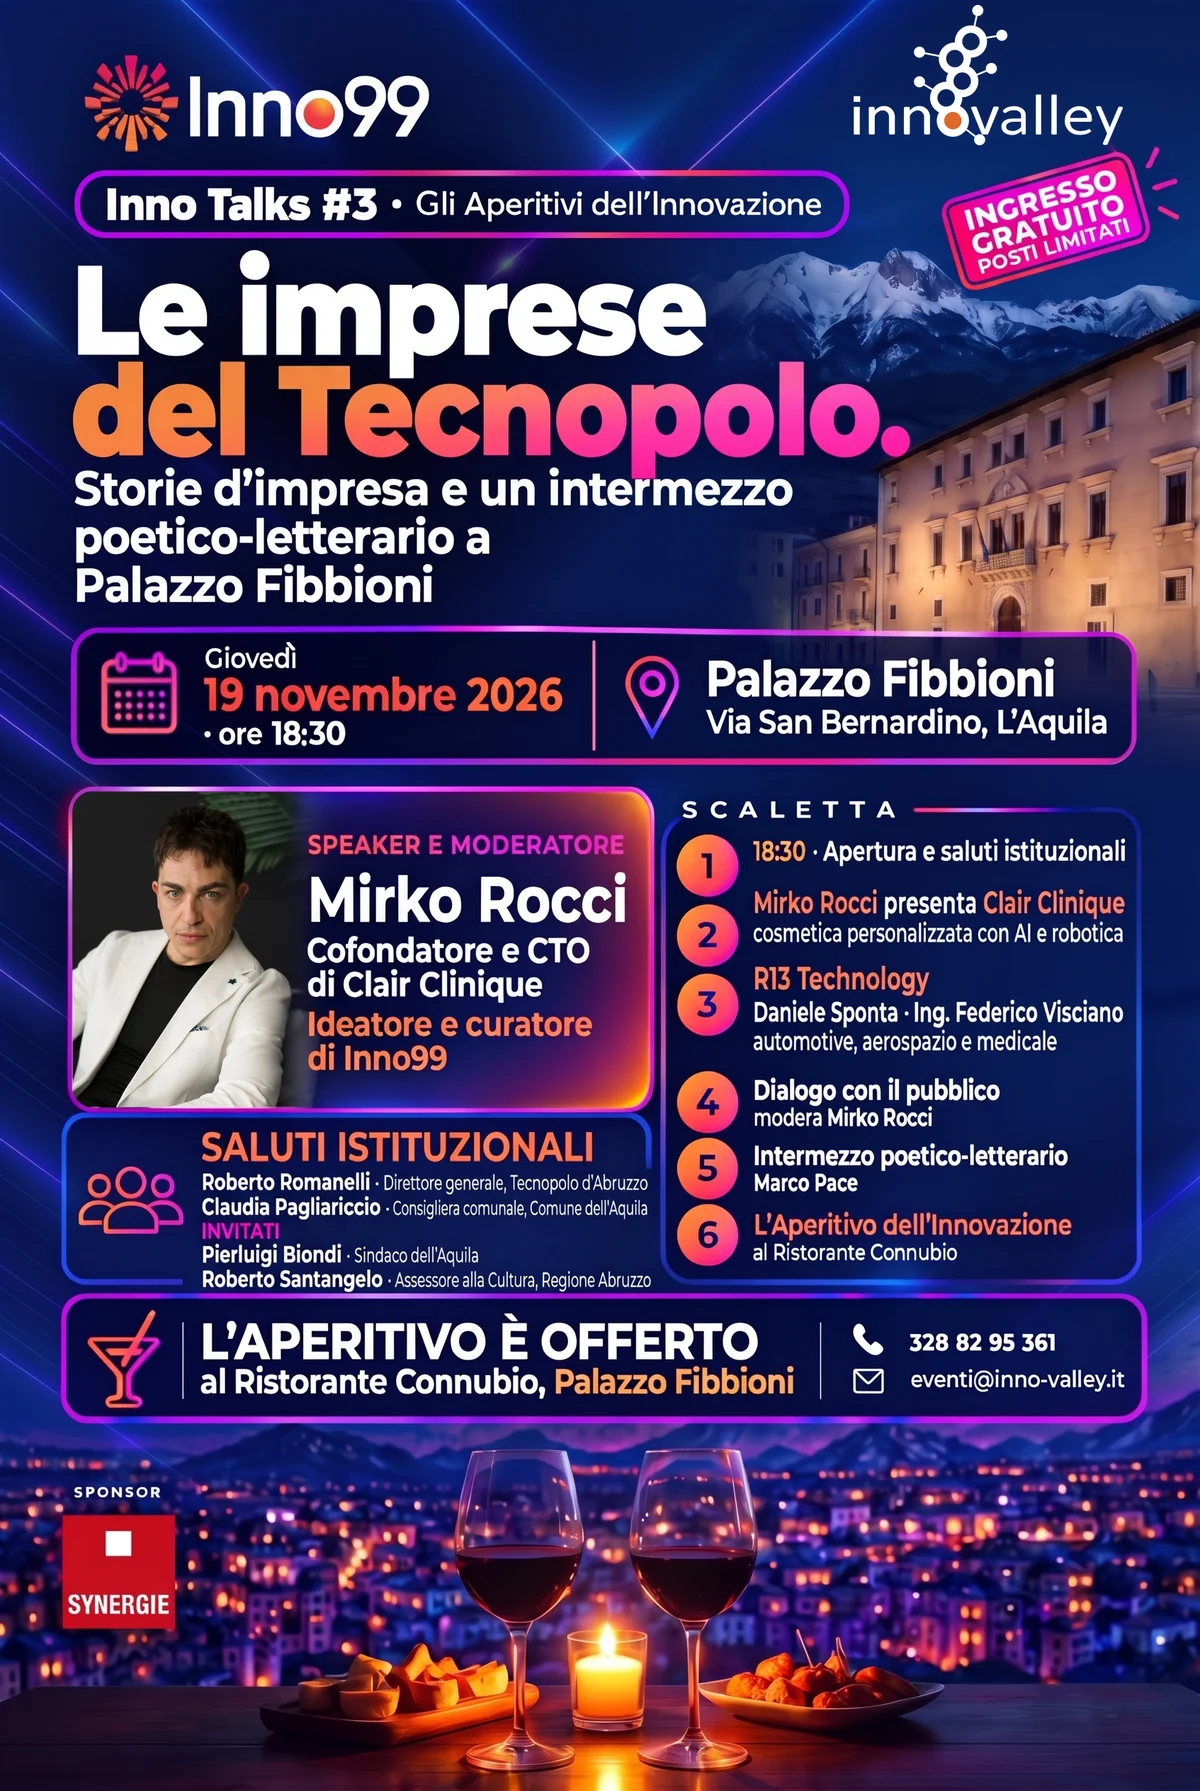 Inno99
innovalley
Inno Talks #3 • Gli Aperitivi dell'Innovazione
INGRESSO
GRATUITO
POSTI LIMITATI
Le imprese
del Tecnopolo.
Storie d'impresa e un intermezzo
poetico-letterario a
Palazzo Fibbioni
Giovedì
19 novembre 2026
· ore 18:30
Palazzo Fibbioni
Via San Bernardino, L'Aquila
SPEAKER E MODERATORE
Mirko Rocci
Cofondatore e CTO
di Clair Clinique
Ideatore e curatore
di Inno99
SCALETTA
1
18:30 · Apertura e saluti istituzionali
2
Mirko Rocci presenta Clair Clinique
cosmetica personalizzata con AI e robotica
3
R13 Technology
Daniele Sponta · Ing. Federico Visciano
automotive, aerospazio e medicale
4
Dialogo con il pubblico
modera Mirko Rocci
5
Intermezzo poetico-letterario
Marco Pace
6
L'Aperitivo dell'Innovazione
al Ristorante Connubio
SALUTI ISTITUZIONALI
Roberto Romanelli · Direttore generale, Tecnopolo d'Abruzzo
Claudia Pagliariccio · Consigliera comunale, Comune dell'Aquila
INVITATI
Pierluigi Biondi · Sindaco dell'Aquila
Roberto Santangelo · Assessore alla Cultura, Regione Abruzzo
L'APERITIVO È OFFERTO
al Ristorante Connubio, Palazzo Fibbioni
328 82 95 361
eventi@inno-valley.it
SPONSOR
SYNERGIE